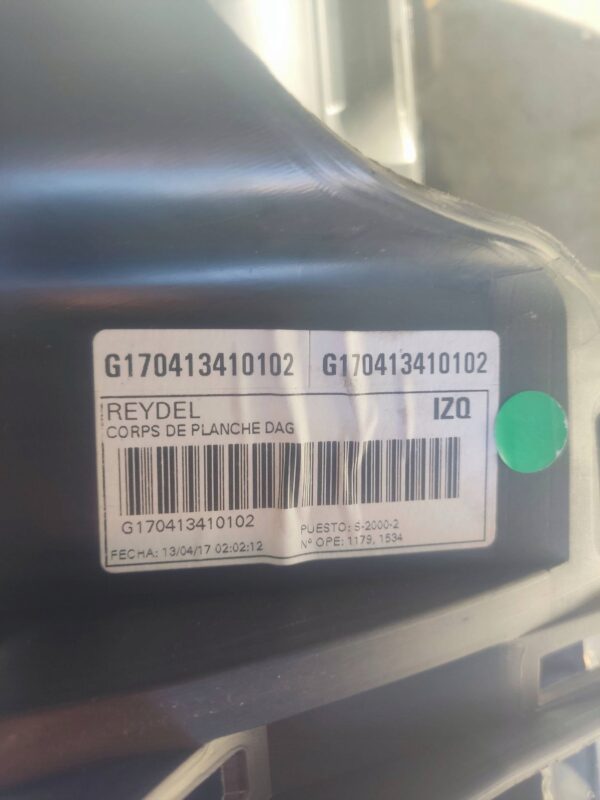 G170413410102 G170413410102
REYDEL IZQ
CORPS DE PLANCHE DAG
G170413410102
PUESTO: S-2000-2
FECHA: 13/04/17 02:02:12
Nº OPE: 1179, 1534